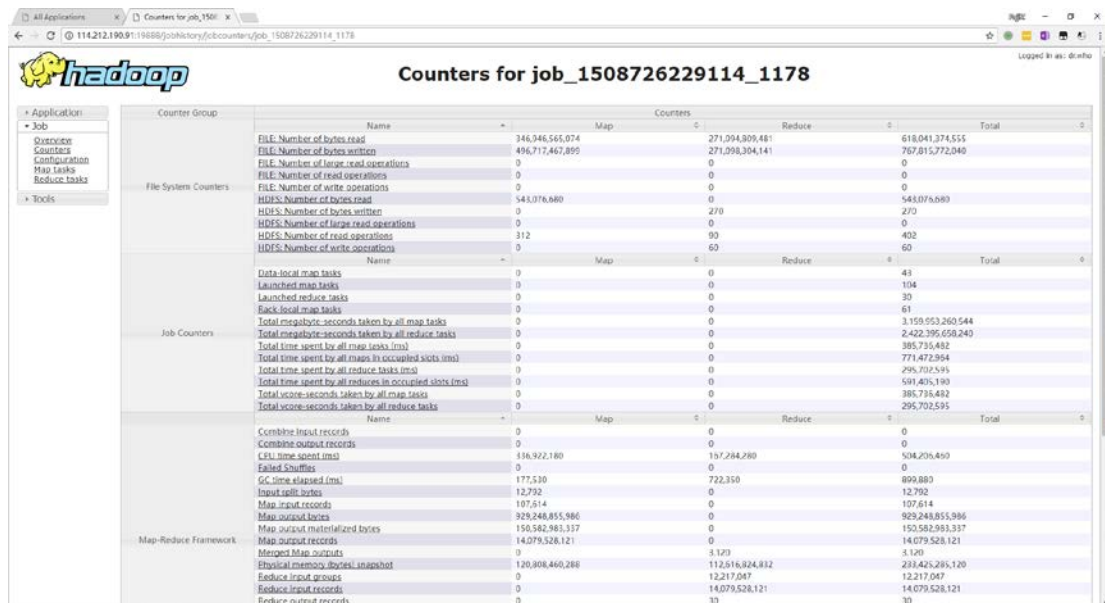 All Applications
Counters for job_150
114.212.190.91:19888/jobhistory/jobcounters/job_1508726229114_1178
Logged in as: dr.who
hadoop
Counters for job_1508726229114_1178
Application
Job
Overview
Counters
Configuration
Map tasks
Reduce tasks
Tools
Counter Group Counters
File System Counters
Name Map Reduce Total
FILE: Number of bytes read 346,946,565,074 271,094,809,481 618,041,374,555
FILE: Number of bytes written 496,717,467,899 271,098,304,141 767,815,772,040
FILE: Number of large read operations 0 0 0
FILE: Number of read operations 0 0 0
FILE: Number of write operations 0 0 0
HDFS: Number of bytes read 543,076,680 0 543,076,680
HDFS: Number of bytes written 0 270 270
HDFS: Number of large read operations 0 0 0
HDFS: Number of read operations 312 90 402
HDFS: Number of write operations 0 60 60
Job Counters
Name Map Reduce Total
Data-local map tasks 0 0 43
Launched map tasks 0 0 104
Launched reduce tasks 0 0 30
Rack-local map tasks 0 0 61
Total megabyte-seconds taken by all map tasks 0 0 3,159,953,260,544
Total megabyte-seconds taken by all reduce tasks 0 0 2,422,395,658,240
Total time spent by all map tasks (ms) 0 0 385,736,482
Total time spent by all maps in occupied slots (ms) 0 0 771,472,964
Total time spent by all reduce tasks (ms) 0 0 295,702,595
Total time spent by all reduces in occupied slots (ms) 0 0 591,405,190
Total vcore-seconds taken by all map tasks 0 0 385,736,482
Total vcore-seconds taken by all reduce tasks 0 0 295,702,595
Map-Reduce Framework
Name Map Reduce Total
Combine input records 0 0 0
Combine output records 0 0 0
CPU time spent (ms) 336,922,180 167,284,280 504,206,460
Failed Shuffles 0 0 0
GC time elapsed (ms) 177,530 722,350 899,880
Input split bytes 12,792 0 12,792
Map input records 107,614 0 107,614
Map output bytes 929,248,855,986 0 929,248,855,986
Map output materialized bytes 150,582,983,337 0 150,582,983,337
Map output records 14,079,528,121 0 14,079,528,121
Merged Map outputs 0 3,120 3,120
Physical memory (bytes) snapshot 120,808,460,288 112,616,824,832 233,425,285,120
Reduce input groups 0 12,217,047 12,217,047
Reduce input records 0 14,079,528,121 14,079,528,121
Reduce output records 0 30 30